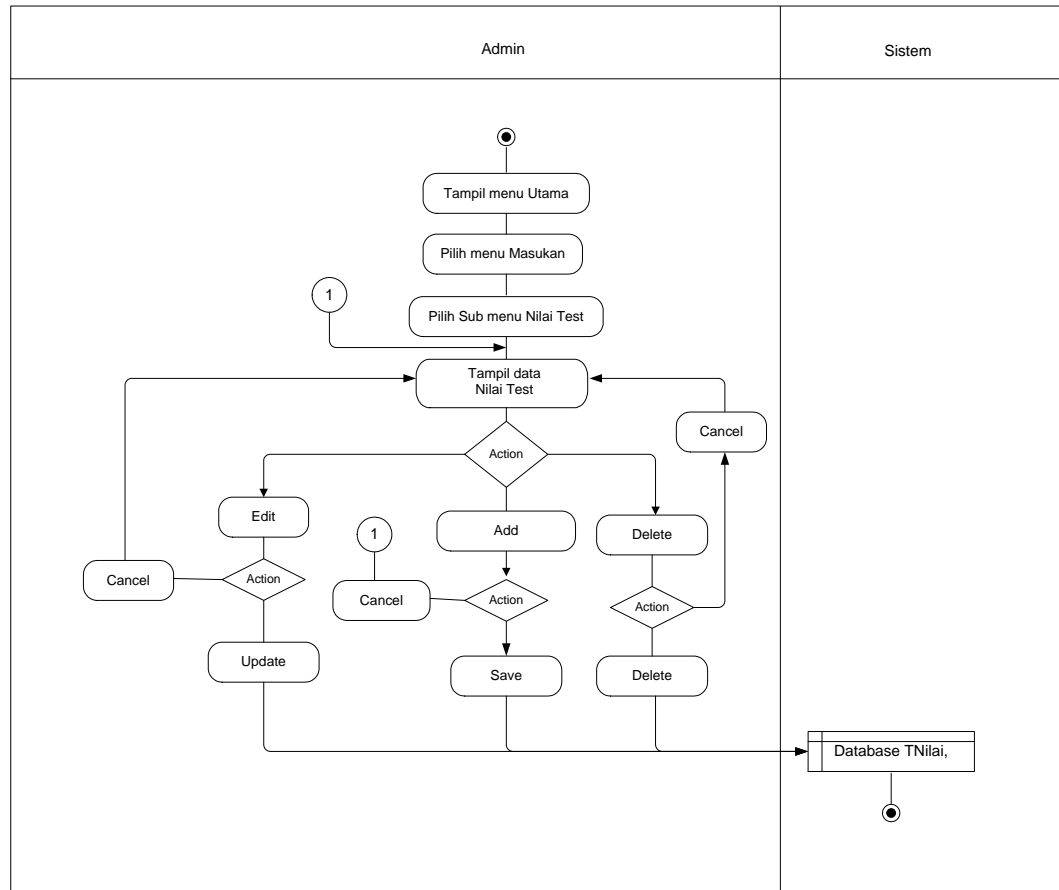 Admin
Sistem
Tampil menu Utama
Pilih menu Masukan
1
Pilih Sub menu Nilai Test
Tampil data
Nilai Test
Cancel
Action
Edit
1
Add
Delete
Cancel
Action
Cancel
Action
Action
Update
Save
Delete
Database TNilai,